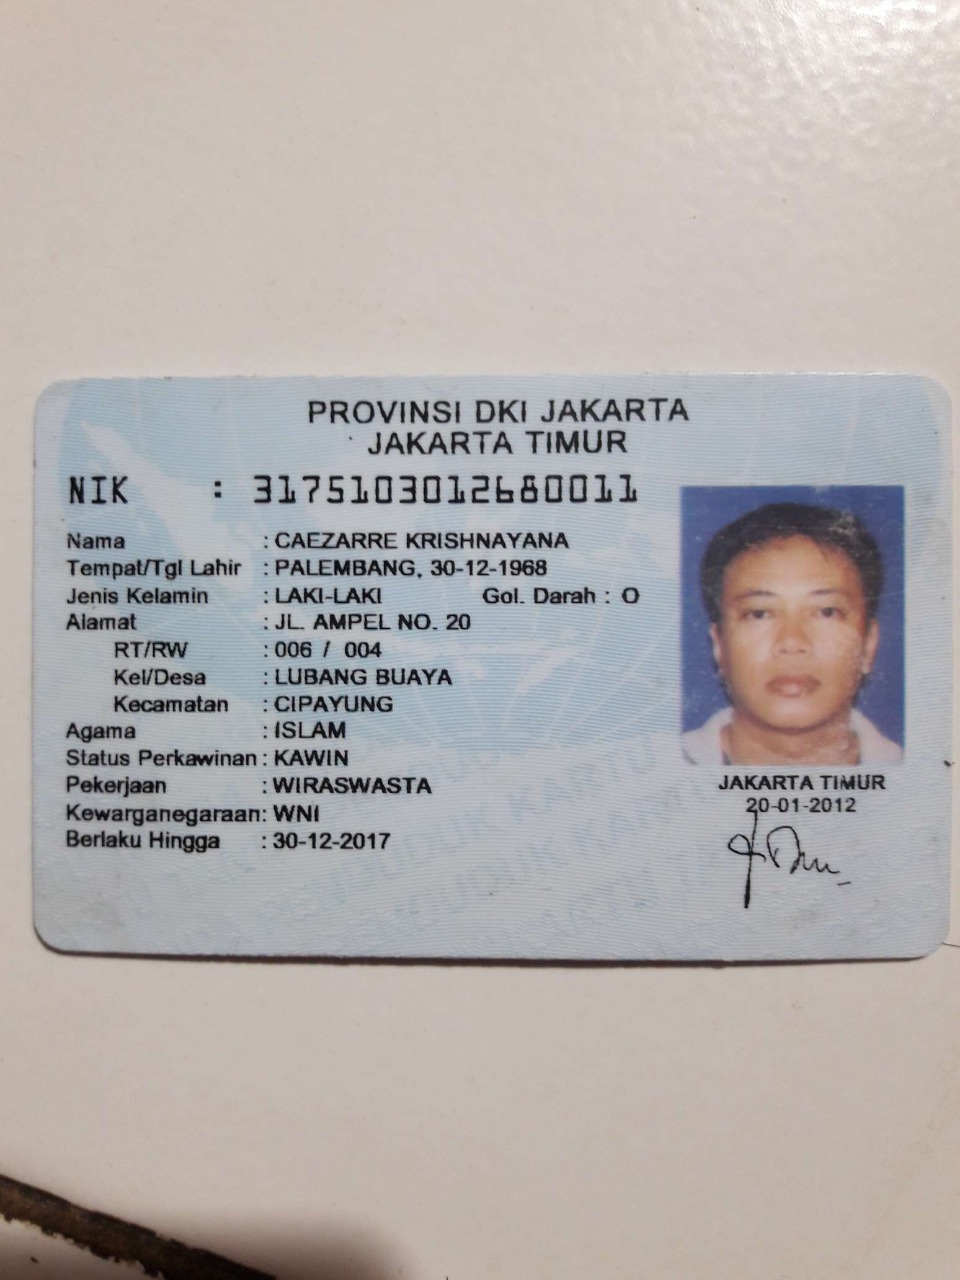 PROVINSI DKI JAKARTA
JAKARTA TIMUR
NIK : 3175103012680011
Nama : CAEZARRE KRISHNAYANA
Tempat/Tgl Lahir : PALEMBANG, 30-12-1968
Jenis Kelamin : LAKI-LAKI Gol. Darah : O
Alamat : JL. AMPEL NO. 20
RT/RW : 006 / 004
Kel/Desa : LUBANG BUAYA
Kecamatan : CIPAYUNG
Agama : ISLAM
Status Perkawinan : KAWIN
Pekerjaan : WIRASWASTA
Kewarganegaraan : WNI
Berlaku Hingga : 30-12-2017
JAKARTA TIMUR
20-01-2012